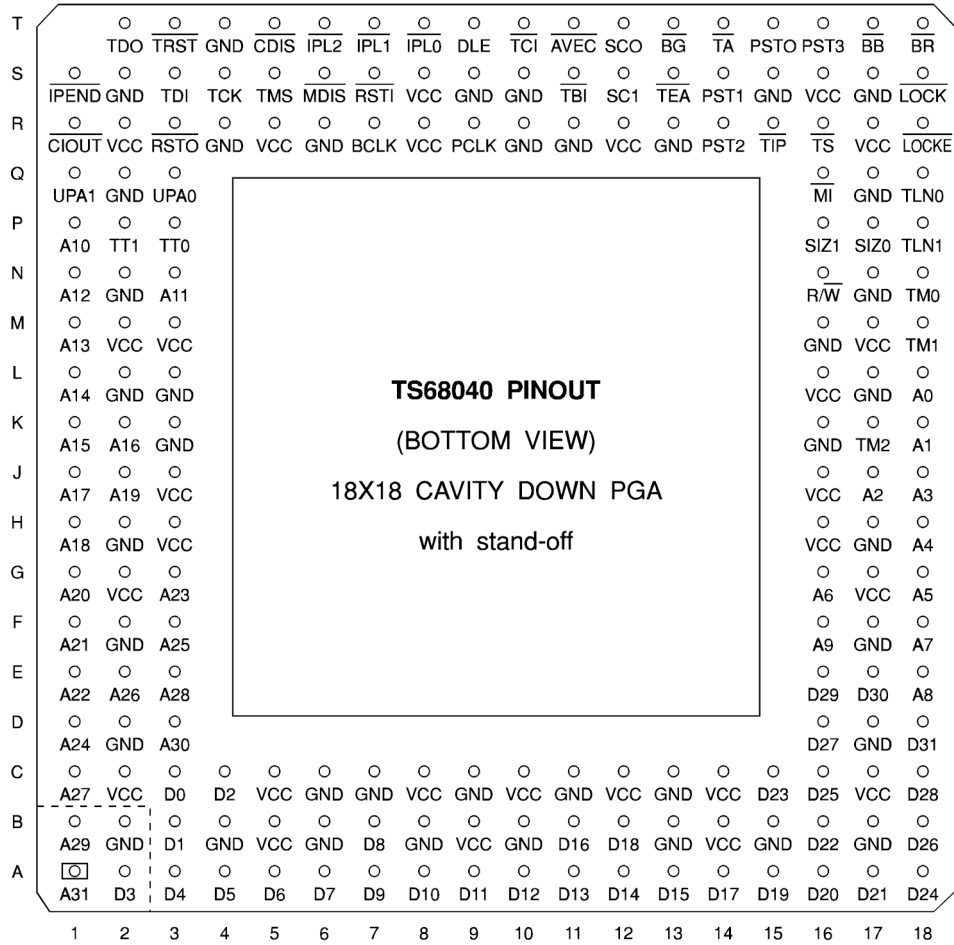 T
TDO TRST GND CDIS IPL2 IPL1 IPL0 DLE TCI AVEC SCO BG TA PSTO PST3 BB BR
S
IPEND GND TDI TCK TMS MDIS RSTI VCC GND GND TBI SC1 TEA PST1 GND VCC GND LOCK
R
CIOUT VCC RSTO GND VCC GND BCLK VCC PCLK GND GND VCC GND PST2 TIP TS VCC LOCKE
Q
UPA1 GND UPA0 MI GND TLN0
P
A10 TT1 TT0 SIZ1 SIZ0 TLN1
N
A12 GND A11 R/W GND TM0
M
A13 VCC VCC GND VCC TM1
L
A14 GND GND VCC GND A0
TS68040 PINOUT
K
A15 A16 GND GND TM2 A1
(BOTTOM VIEW)
J
A17 A19 VCC VCC A2 A3
18X18 CAVITY DOWN PGA
H
A18 GND VCC VCC GND A4
with stand-off
G
A20 VCC A23 A6 VCC A5
F
A21 GND A25 A9 GND A7
E
A22 A26 A28 D29 D30 A8
D
A24 GND A30 D27 GND D31
C
A27 VCC D0 D2 VCC GND GND VCC GND VCC GND VCC GND VCC D23 D25 VCC D28
B
A29 GND D1 GND VCC GND D8 GND VCC GND D16 D18 GND VCC GND D22 GND D26
A
A31 D3 D4 D5 D6 D7 D9 D10 D11 D12 D13 D14 D15 D17 D19 D20 D21 D24
1 2 3 4 5 6 7 8 9 10 11 12 13 14 15 16 17 18